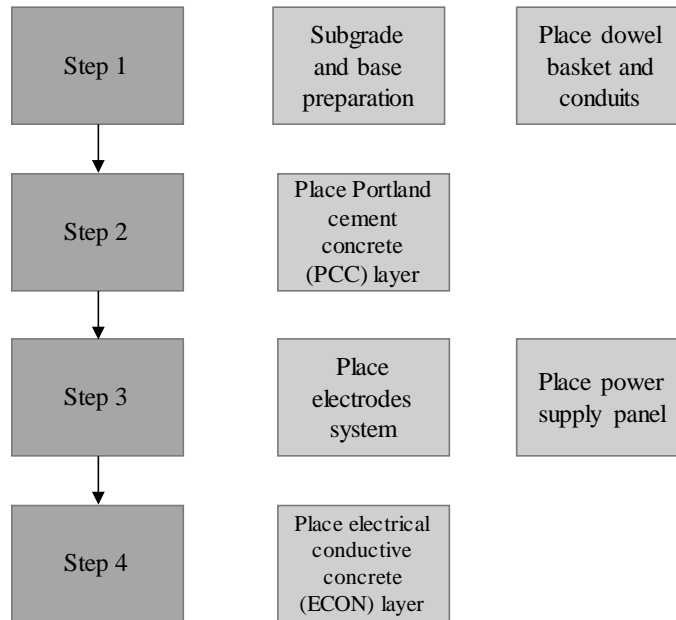 Step 1
Subgrade
and base
preparation
Place dowel
basket and
conduits
Step 2
Place Portland
cement
concrete
(PCC) layer
Step 3
Place
electrodes
system
Place power
supply panel
Step 4
Place electrical
conductive
concrete
(ECON) layer